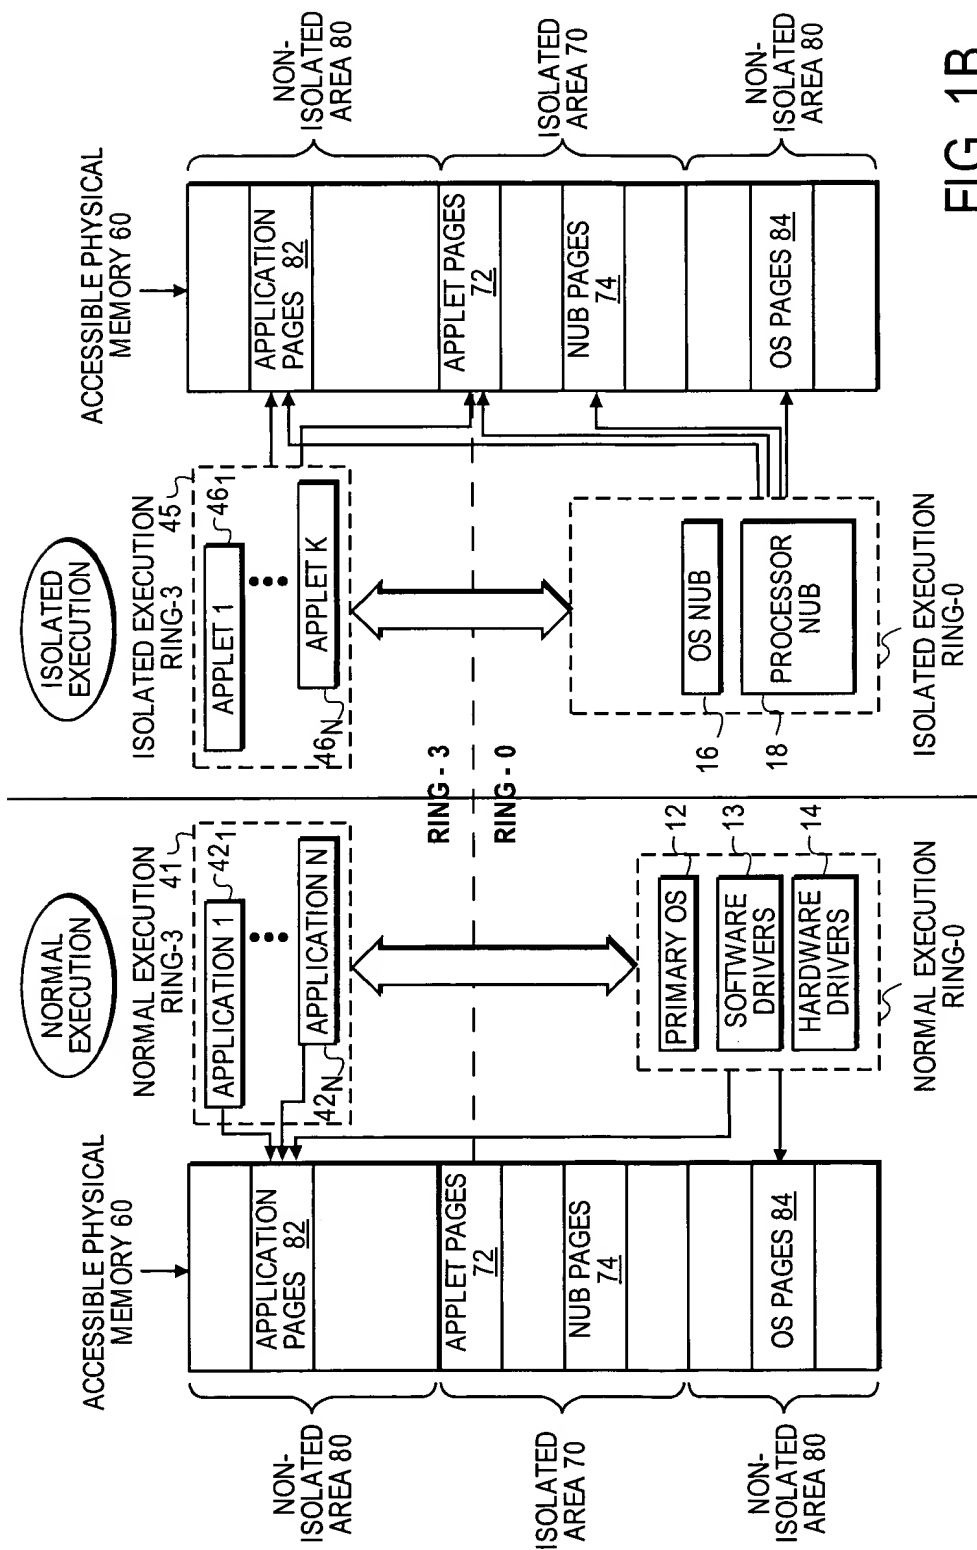 NORMAL
EXECUTION
ISOLATED
EXECUTION
ACCESSIBLE PHYSICAL
MEMORY 60
NON-
ISOLATED
AREA 80
ISOLATED
AREA 70
NON-
ISOLATED
AREA 80
APPLICATION
PAGES 82
APPLET PAGES
72
NUB PAGES
74
OS PAGES 84
NORMAL EXECUTION
RING-3
41
APPLICATION 1
42 1
APPLICATION N
42 N
PRIMARY OS
12
SOFTWARE
DRIVERS
13
HARDWARE
DRIVERS
14
NORMAL EXECUTION
RING-0
RING - 3
RING - 0
ISOLATED EXECUTION
RING-3
45
APPLET 1
46 1
APPLET K
46 N
OS NUB
16
PROCESSOR
NUB
18
ISOLATED EXECUTION
RING-0
ACCESSIBLE PHYSICAL
MEMORY 60
APPLICATION
PAGES 82
APPLET PAGES
72
NUB PAGES
74
OS PAGES 84
NON-
ISOLATED
AREA 80
ISOLATED
AREA 70
NON-
ISOLATED
AREA 80
FIG 1B